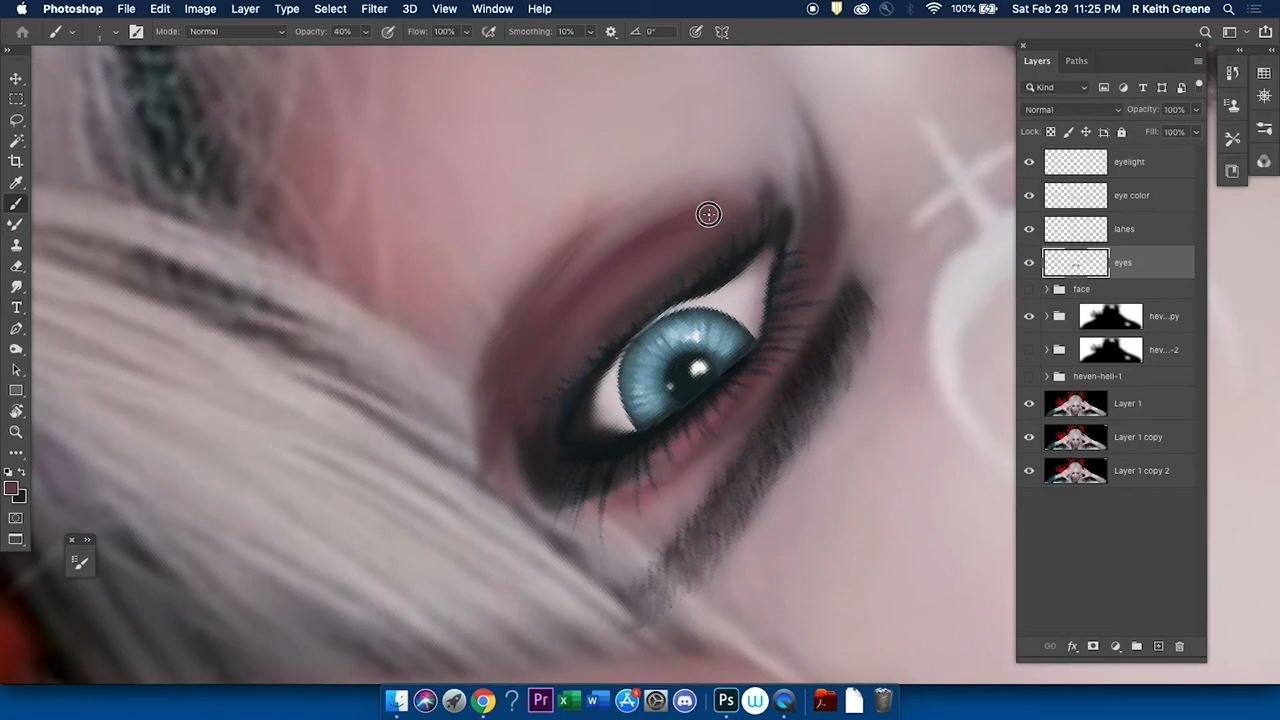 Photoshop File Edit Image Layer Type Select Filter 3D View Window Help 100% Sat Feb 29 11:25 PM R Keith Greene
1 Mode: Normal Opacity: 40% Flow: 100% Smoothing: 10% 0°
Layers Paths
Kind
Normal Opacity: 100%
Lock: Fill: 100%
eyelight
eye color
lahes
eyes
face
hev...py
hev...-2
heven-hell-1
Layer 1
Layer 1 copy
Layer 1 copy 2
Pr W Ps W